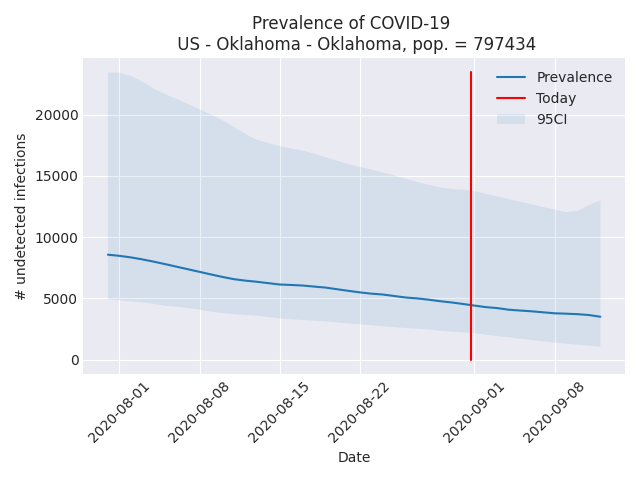 Prevalence of COVID-19
US - Oklahoma - Oklahoma, pop. = 797434
Prevalence
Today
95CI
# undetected infections
20000
15000
10000
5000
0
2020-08-01
2020-08-08
2020-08-15
2020-08-22
2020-09-01
2020-09-08
Date